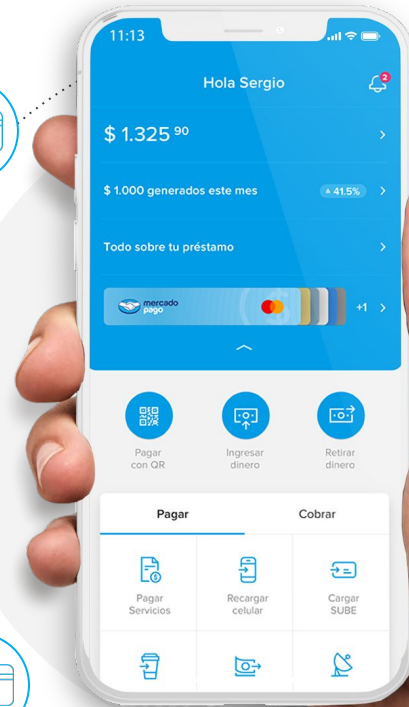 11:13
Hola Sergio
2
$ 1.325 90
$ 1.000 generados este mes
41.5%
Todo sobre tu préstamo
mercado
pago
+1
Pagar
con QR
Ingresar
dinero
Retirar
dinero
Pagar
Cobrar
Pagar
Servicios
Recargar
celular
Cargar
SUBE